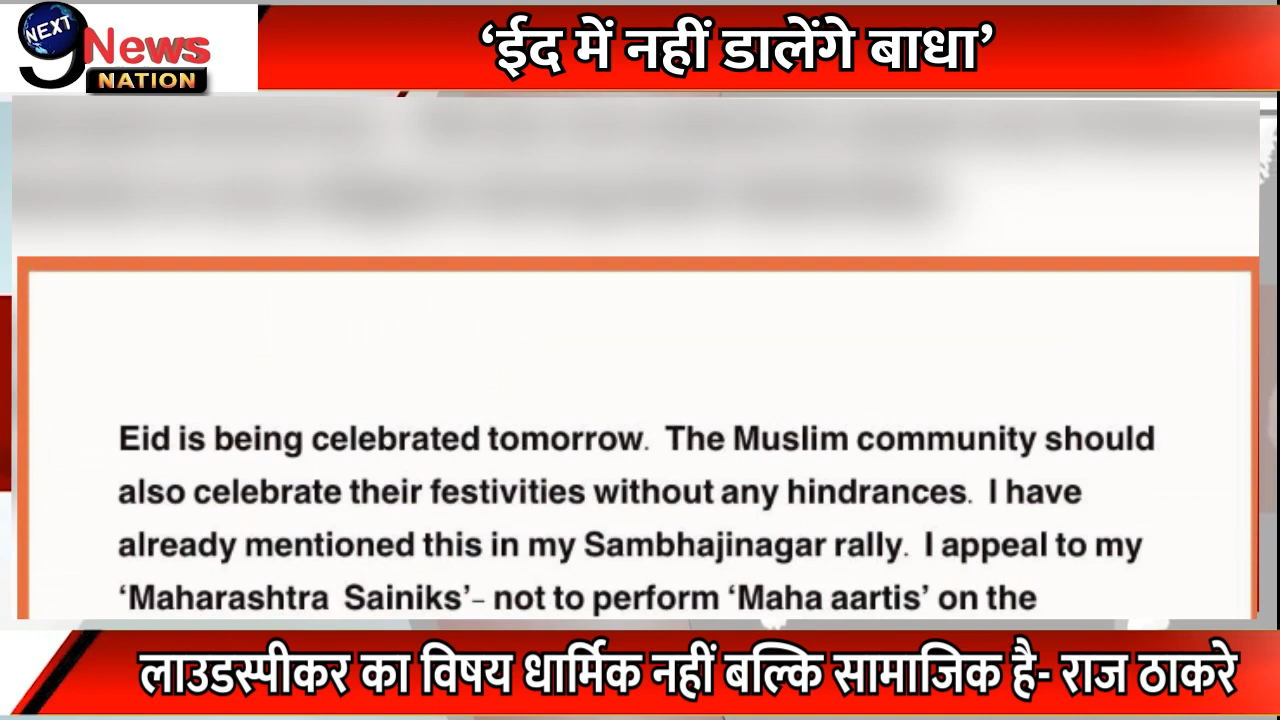 NEXT
9 News
NATION
‘ईद में नहीं डालेंगे बाधा’
Eid is being celebrated tomorrow. The Muslim community should
also celebrate their festivities without any hindrances. I have
already mentioned this in my Sambhajinagar rally. I appeal to my
‘Maharashtra Sainiks’– not to perform ‘Maha aartis’ on the
लाउडस्पीकर का विषय धार्मिक नहीं बल्कि सामाजिक है- राज ठाकरे